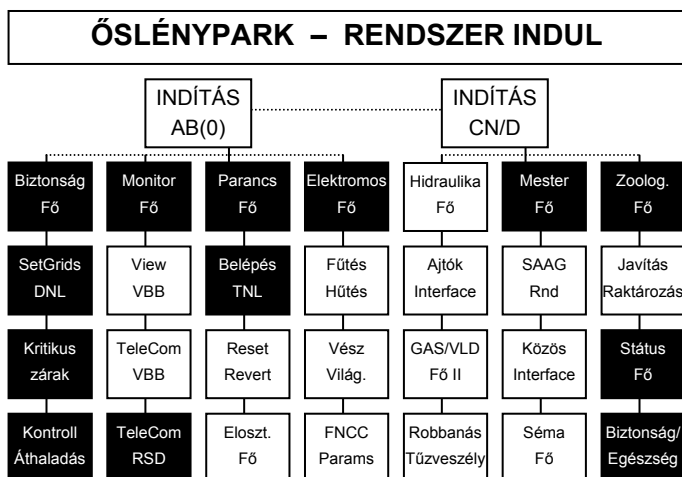 ŐSLÉNYPARK – RENDSZER INDUL
INDÍTÁS
AB(0)
INDÍTÁS
CN/D
Biztonság
Fő
Monitor
Fő
Parancs
Fő
Elektromos
Fő
Hidraulika
Fő
Mester
Fő
Zoolog.
Fő
SetGrids
DNL
View
VBB
Belépés
TNL
Fűtés
Hűtés
Ajtók
Interface
SAAG
Rnd
Javítás
Raktározás
Kritikus
zárak
TeleCom
VBB
Reset
Revert
Vész
Világ.
GAS/VLD
Fő II
Közös
Interface
Státus
Fő
Kontroll
Áthaladás
TeleCom
RSD
Eloszt.
Fő
FNCC
Params
Robbanás
Tűzveszély
Séma
Fő
Biztonság/
Egészség